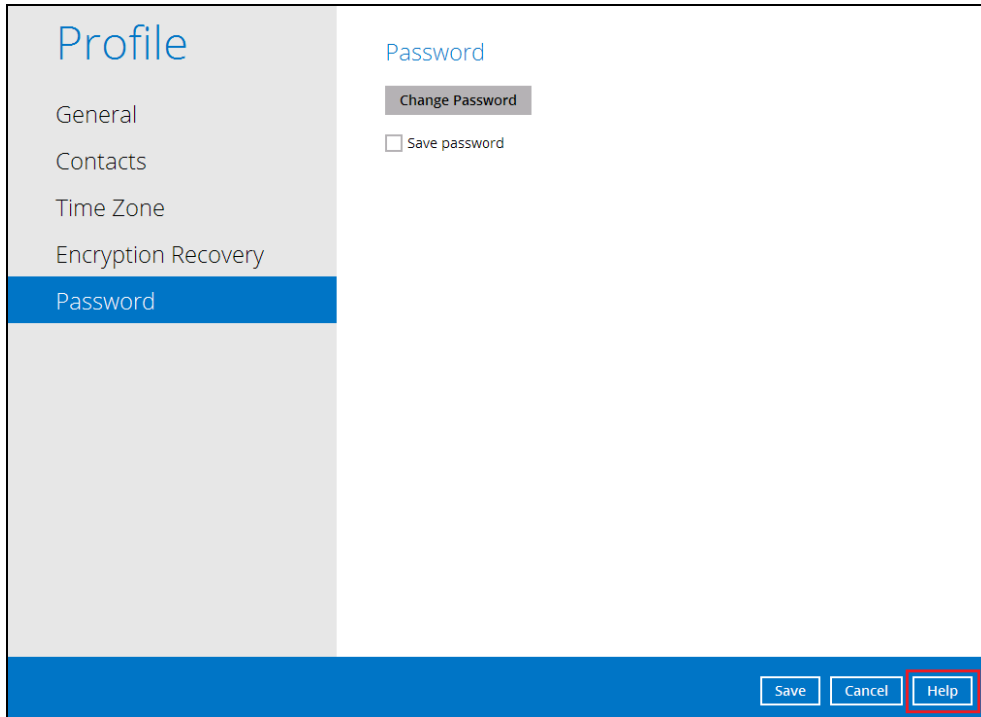 Profile
General
Contacts
Time Zone
Encryption Recovery
Password
Password
Change Password
Save password
Save Cancel Help